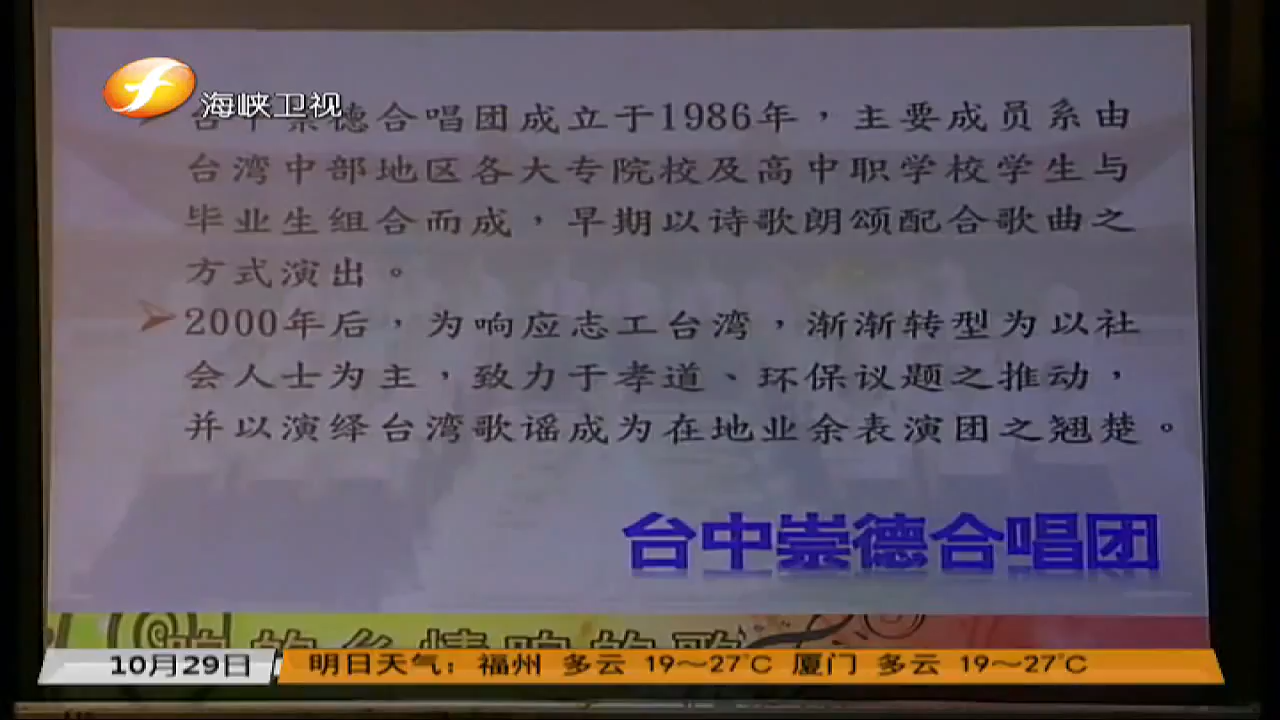 海峡卫视
台中崇德合唱团成立于1986年，主要成员系由
台湾中部地区各大专院校及高中职学校学生与
毕业生组合而成，早期以诗歌朗颂配合歌曲之
方式演出。
2000年后，为响应志工台湾，渐渐转型为以社
会人士为主，致力于孝道、环保议题之推动，
并以演绎台湾歌谣成为在地业余表演团之翘楚。
台中崇德合唱团
10月29日 明日天气：福州 多云 19～27℃ 厦门 多云 19～27℃